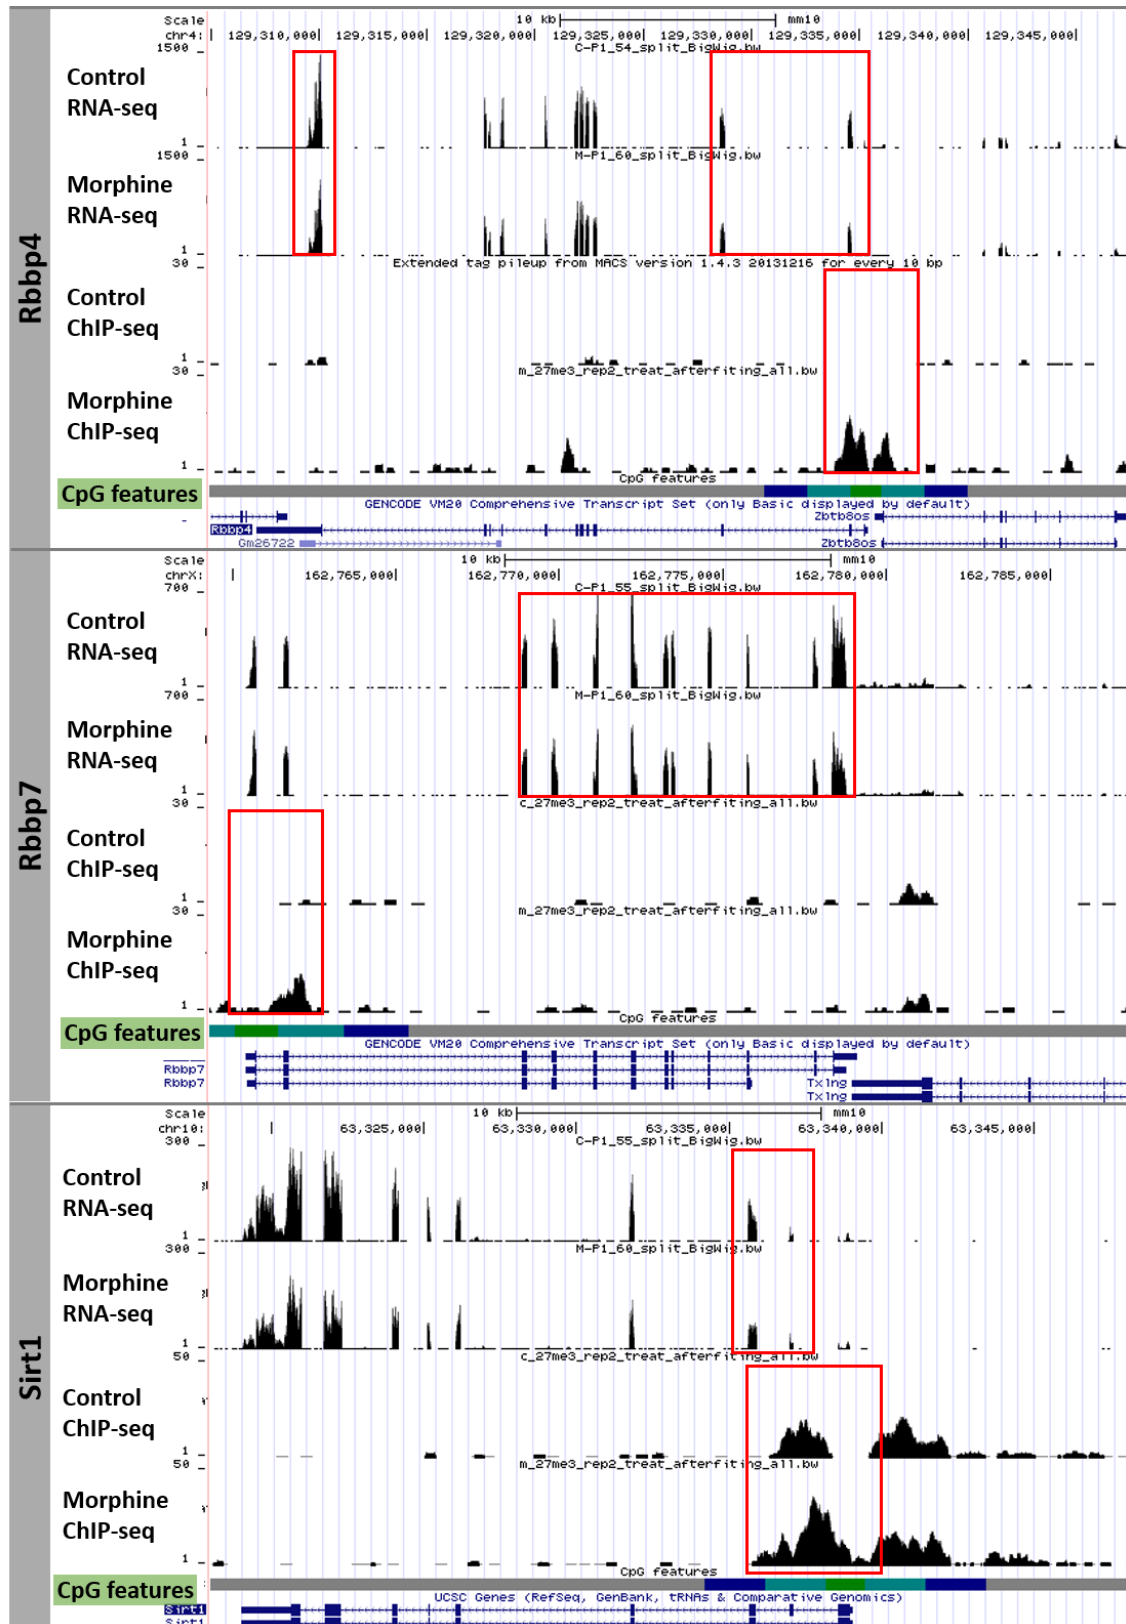 Rbbp4
Scale 10 kb mm10
chr4: 129,310,000 129,315,000 129,320,000 129,325,000 129,330,000 129,335,000 129,340,000 129,345,000
C-P1_54_split_BigWig.bw
1500
Control
RNA-seq
1
M-P1_60_split_BigWig.bw
1500
Morphine
RNA-seq
1
Extended tag pileup from MACS version 1.4.3 20131216 for every 10 bp
30
Control
ChIP-seq
1
m_27me3_rep2_treat_afterfiting_all.bw
30
Morphine
ChIP-seq
1
CpG features
CpG features
GENCODE VM20 Comprehensive Transcript Set (only Basic displayed by default)
Zbtb8os
Rbbp4
Gm26722 Zbtb8os
Rbbp7
Scale 10 kb mm10
chrX: 162,765,000 162,770,000 162,775,000 162,780,000 162,785,000
C-P1_55_split_BigWig.bw
700
Control
RNA-seq
1
M-P1_60_split_BigWig.bw
700
Morphine
RNA-seq
1
c_27me3_rep2_treat_afterfiting_all.bw
30
Control
ChIP-seq
1
m_27me3_rep2_treat_afterfiting_all.bw
30
Morphine
ChIP-seq
1
CpG features
CpG features
GENCODE VM20 Comprehensive Transcript Set (only Basic displayed by default)
Rbbp7
Rbbp7 Txlng
Txlng
Sirt1
Scale 10 kb mm10
chr10: 63,325,000 63,330,000 63,335,000 63,340,000 63,345,000
C-P1_55_split_BigWig.bw
300
Control
RNA-seq
1
M-P1_60_split_BigWig.bw
300
Morphine
RNA-seq
1
c_27me3_rep2_treat_afterfiting_all.bw
50
Control
ChIP-seq
1
m_27me3_rep2_treat_afterfiting_all.bw
50
Morphine
ChIP-seq
1
CpG features
CpG features
UCSC Genes (RefSeq, GenBank, tRNAs & Comparative Genomics)
Sirt1
Sirt1